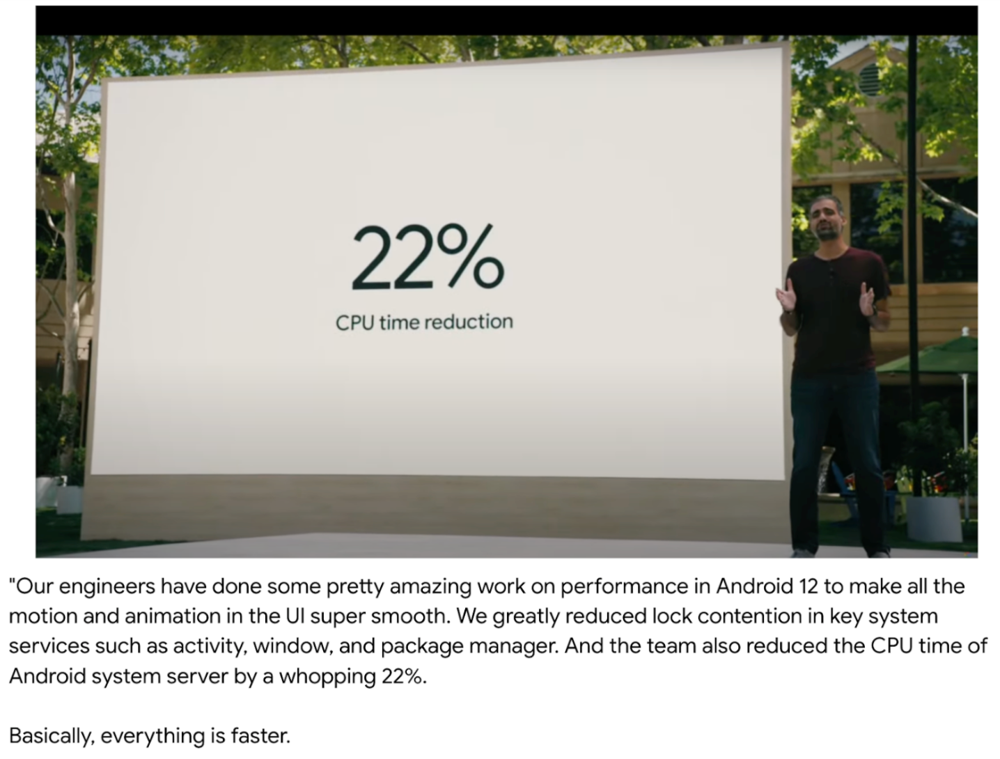 22%
CPU time reduction
"Our engineers have done some pretty amazing work on performance in Android 12 to make all the
motion and animation in the UI super smooth. We greatly reduced lock contention in key system
services such as activity, window, and package manager. And the team also reduced the CPU time of
Android system server by a whopping 22%.
Basically, everything is faster.